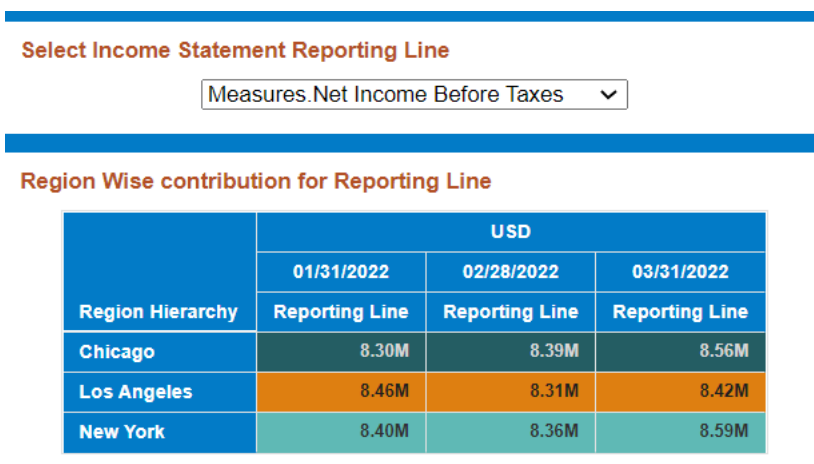 Select Income Statement Reporting Line
Measures.Net Income Before Taxes
Region Wise contribution for Reporting Line
USD
01/31/2022 02/28/2022 03/31/2022
Region Hierarchy Reporting Line Reporting Line Reporting Line
Chicago 8.30M 8.39M 8.56M
Los Angeles 8.46M 8.31M 8.42M
New York 8.40M 8.36M 8.59M